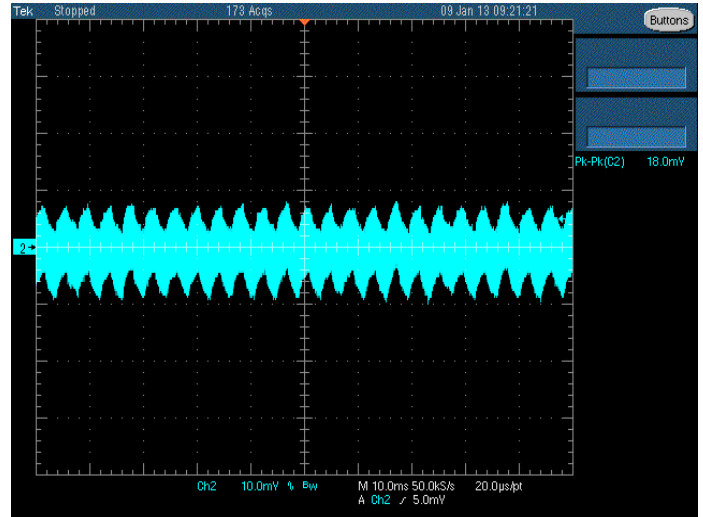 Tek Stopped 173 Acqs 09 Jan 13 09:21:21
Buttons
Pk-Pk(C2) 18.0mV
2
Ch2 10.0mV % Bw M 10.0ms 50.0kS/s 20.0µs/pt
A Ch2 / 5.0mV